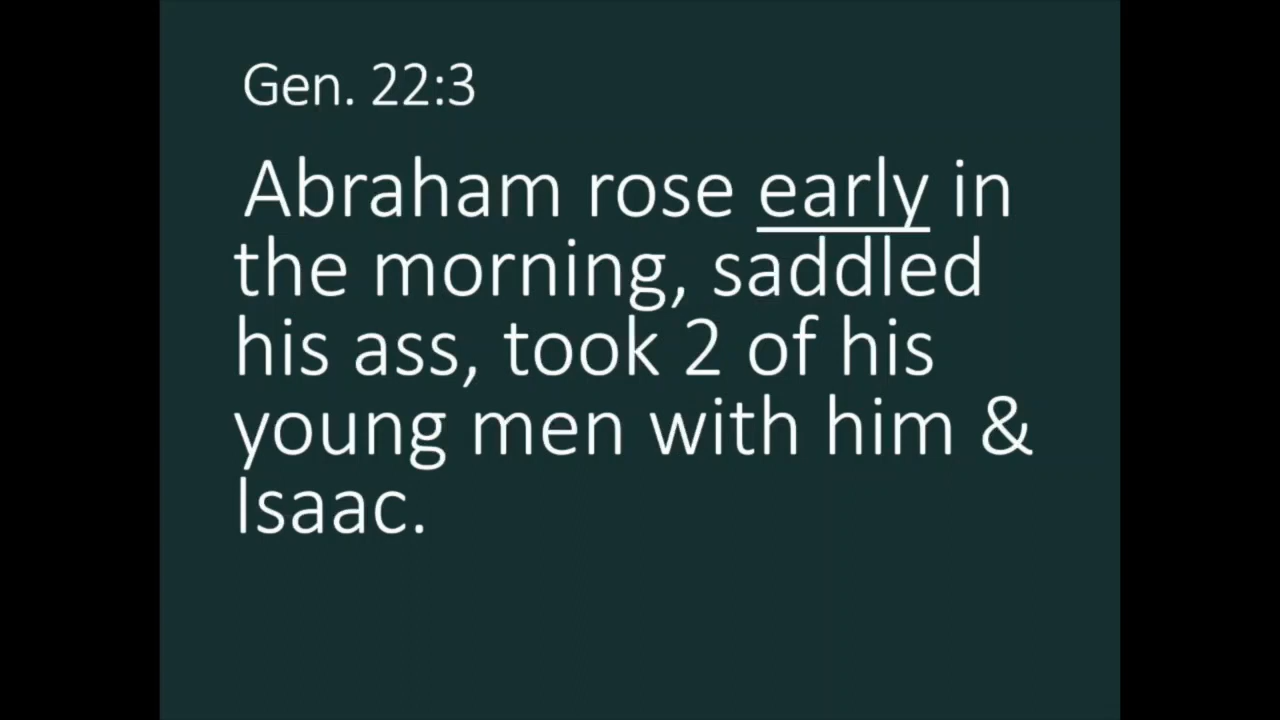 Gen. 22:3
Abraham rose early in
the morning, saddled
his ass, took 2 of his
young men with him &
Isaac.